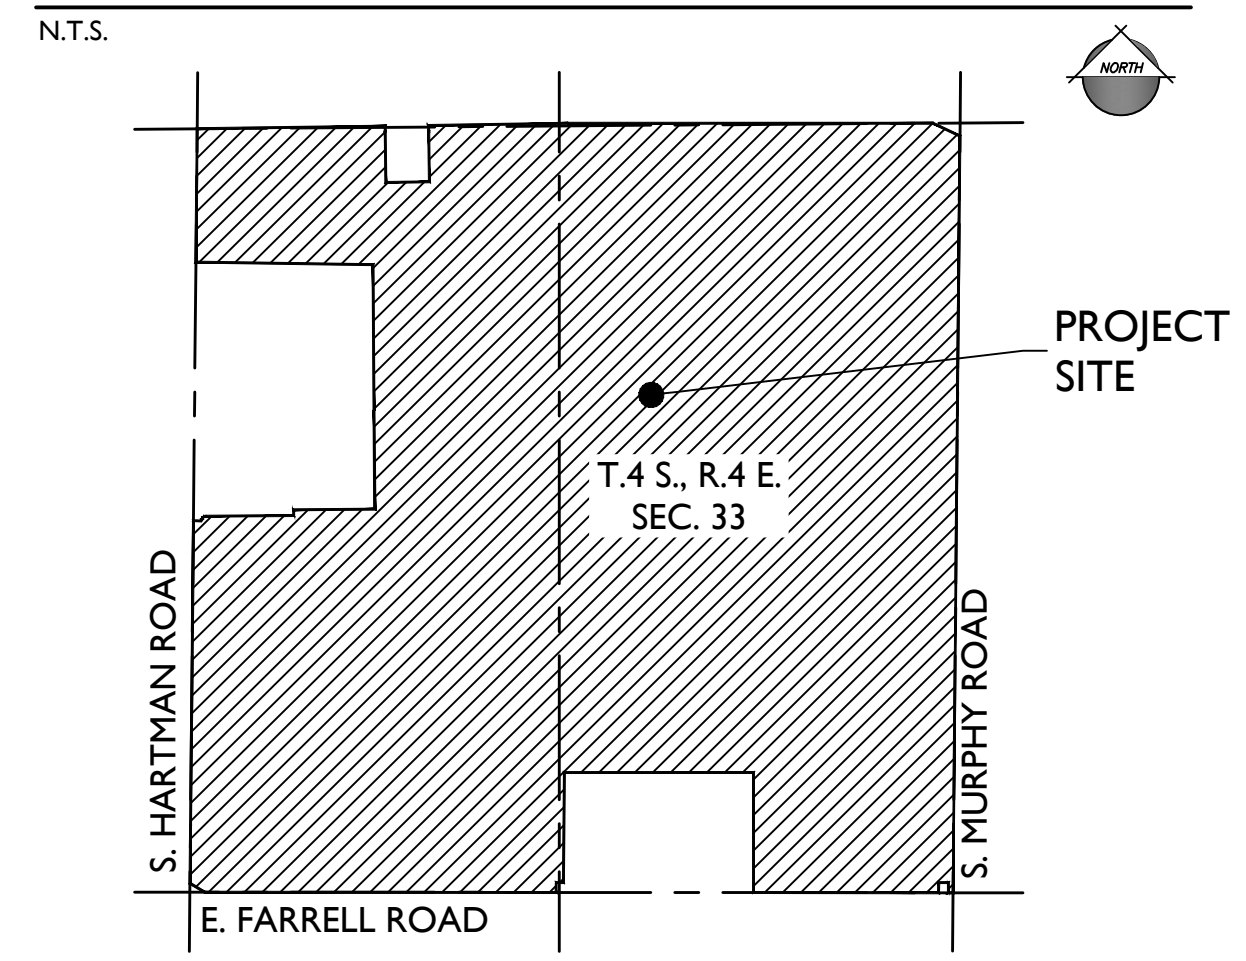 N.T.S.
NORTH
PROJECT
SITE
T.4 S., R.4 E.
SEC. 33
S. HARTMAN ROAD
S. MURPHY ROAD
E. FARRELL ROAD